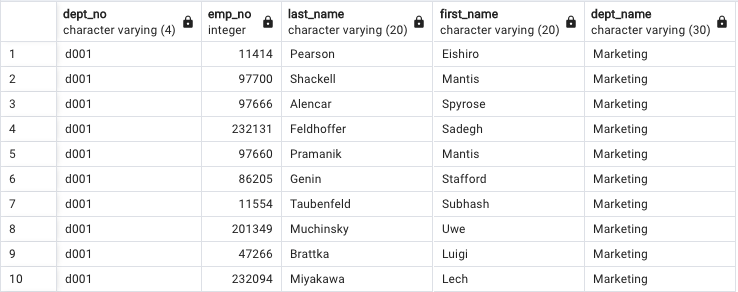 dept_no emp_no last_name first_name dept_name
character varying (4) integer character varying (20) character varying (20) character varying (30)
1 d001 11414 Pearson Eishiro Marketing
2 d001 97700 Shackell Mantis Marketing
3 d001 97666 Alencar Spyrose Marketing
4 d001 232131 Feldhoffer Sadegh Marketing
5 d001 97660 Pramanik Mantis Marketing
6 d001 86205 Genin Stafford Marketing
7 d001 11554 Taubenfeld Subhash Marketing
8 d001 201349 Muchinsky Uwe Marketing
9 d001 47266 Brattka Luigi Marketing
10 d001 232094 Miyakawa Lech Marketing